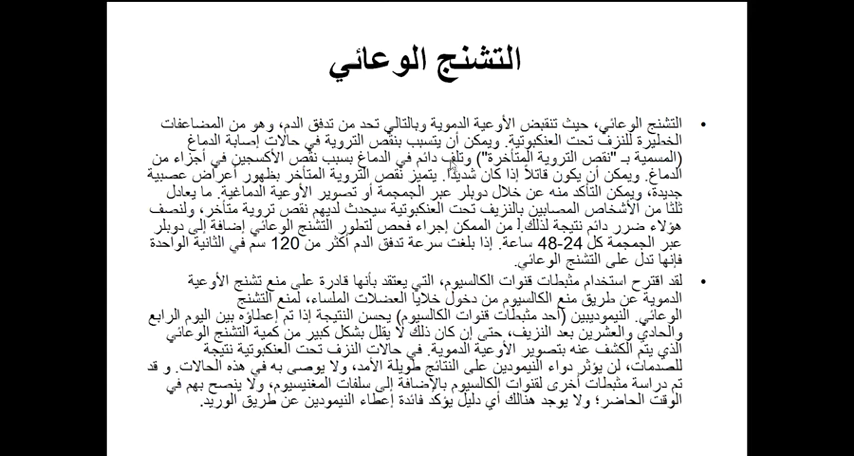 التشنج الوعائي
• التشنج الوعائي، حيث تنقبض الأوعية الدموية وبالتالي تحد من تدفق الدم، وهو من المضاعفات
الخطيرة للنزف تحت العنكبوتية. ويمكن أن يتسبب بنقص التروية في حالات إصابة الدماغ
(المسمية بـ "نقص التروية المتأخرة") وتلف دائم في الدماغ بسبب نقص الأكسجين في أجزاء من
الدماغ. ويمكن أن يكون قاتلاً إذا كان شديدًا. يتميز نقص التروية المتأخر بظهور أعراض عصبية
جديدة، ويمكن التأكد منه عن خلال دوبلر عبر الجمجمة أو تصوير الأوعية الدماغية. ما يعادل
ثلثا من الأشخاص المصابين بالنزيف تحت العنكبوتية سيحدث لديهم نقص تروية متأخر، ولنصف
هؤلاء ضرر دائم نتيجة لذلك.ا من الممكن إجراء فحص لتطور التشنج الوعائي إضافة إلى دوبلر
عبر الجمجمة كل 24-48 ساعة. إذا بلغت سرعة تدفق الدم أكثر من 120 سم في الثانية الواحدة
فإنها تدل على التشنج الوعائي.
• لقد اقترح استخدام مثبطات قنوات الكالسيوم، التي يعتقد بأنها قادرة على منع تشنج الأوعية
الدموية عن طريق منع الكالسيوم من دخول خلايا العضلات الملساء، لمنع التشنج
الوعائي. النيموديبين (أحد مثبطات قنوات الكالسيوم) يحسن النتيجة إذا تم إعطاؤه بين اليوم الرابع
والحادي والعشرين بعد النزيف، حتى إن كان ذلك لا يقلل بشكل كبير من كمية التشنج الوعائي
الذي يتم الكشف عنه بتصوير الأوعية الدموية. في حالات النزف تحت العنكبوتية نتيجة
للصدمات، لن يؤثر دواء النيمودين على النتائج طويلة الأمد، ولا يوصى به في هذه الحالات. و قد
تم دراسة مثبطات أخرى لقنوات الكالسيوم بالإضافة إلى سلفات المغنيسيوم، ولا ينصح بهم في
الوقت الحاضر؛ ولا يوجد هنالك أي دليل يؤكد فائدة إعطاء النيمودين عن طريق الوريد.